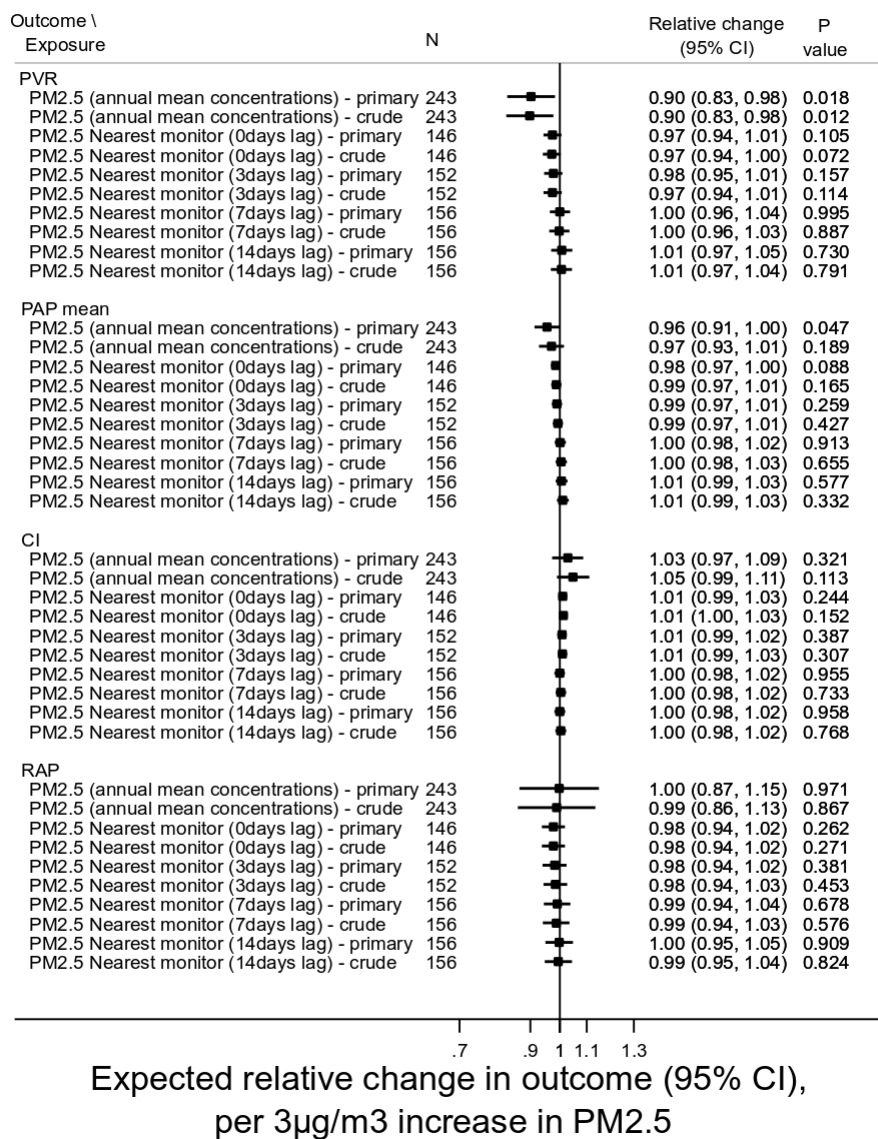 Outcome \
Exposure N Relative change (95% CI) P value
PVR
PM2.5 (annual mean concentrations) - primary 243 0.90 (0.83, 0.98) 0.018
PM2.5 (annual mean concentrations) - crude 243 0.90 (0.83, 0.98) 0.012
PM2.5 Nearest monitor (0days lag) - primary 146 0.97 (0.94, 1.01) 0.105
PM2.5 Nearest monitor (0days lag) - crude 146 0.97 (0.94, 1.00) 0.072
PM2.5 Nearest monitor (3days lag) - primary 152 0.98 (0.95, 1.01) 0.157
PM2.5 Nearest monitor (3days lag) - crude 152 0.97 (0.94, 1.01) 0.114
PM2.5 Nearest monitor (7days lag) - primary 156 1.00 (0.96, 1.04) 0.995
PM2.5 Nearest monitor (7days lag) - crude 156 1.00 (0.96, 1.03) 0.887
PM2.5 Nearest monitor (14days lag) - primary 156 1.01 (0.97, 1.05) 0.730
PM2.5 Nearest monitor (14days lag) - crude 156 1.01 (0.97, 1.04) 0.791
PAP mean
PM2.5 (annual mean concentrations) - primary 243 0.96 (0.91, 1.00) 0.047
PM2.5 (annual mean concentrations) - crude 243 0.97 (0.93, 1.01) 0.189
PM2.5 Nearest monitor (0days lag) - primary 146 0.98 (0.97, 1.00) 0.088
PM2.5 Nearest monitor (0days lag) - crude 146 0.99 (0.97, 1.01) 0.165
PM2.5 Nearest monitor (3days lag) - primary 152 0.99 (0.97, 1.01) 0.259
PM2.5 Nearest monitor (3days lag) - crude 152 0.99 (0.97, 1.01) 0.427
PM2.5 Nearest monitor (7days lag) - primary 156 1.00 (0.98, 1.02) 0.913
PM2.5 Nearest monitor (7days lag) - crude 156 1.00 (0.98, 1.03) 0.655
PM2.5 Nearest monitor (14days lag) - primary 156 1.01 (0.99, 1.03) 0.577
PM2.5 Nearest monitor (14days lag) - crude 156 1.01 (0.99, 1.03) 0.332
CI
PM2.5 (annual mean concentrations) - primary 243 1.03 (0.97, 1.09) 0.321
PM2.5 (annual mean concentrations) - crude 243 1.05 (0.99, 1.11) 0.113
PM2.5 Nearest monitor (0days lag) - primary 146 1.01 (0.99, 1.03) 0.244
PM2.5 Nearest monitor (0days lag) - crude 146 1.01 (1.00, 1.03) 0.152
PM2.5 Nearest monitor (3days lag) - primary 152 1.01 (0.99, 1.02) 0.387
PM2.5 Nearest monitor (3days lag) - crude 152 1.01 (0.99, 1.03) 0.307
PM2.5 Nearest monitor (7days lag) - primary 156 1.00 (0.98, 1.02) 0.955
PM2.5 Nearest monitor (7days lag) - crude 156 1.00 (0.98, 1.02) 0.733
PM2.5 Nearest monitor (14days lag) - primary 156 1.00 (0.98, 1.02) 0.958
PM2.5 Nearest monitor (14days lag) - crude 156 1.00 (0.98, 1.02) 0.768
RAP
PM2.5 (annual mean concentrations) - primary 243 1.00 (0.87, 1.15) 0.971
PM2.5 (annual mean concentrations) - crude 243 0.99 (0.86, 1.13) 0.867
PM2.5 Nearest monitor (0days lag) - primary 146 0.98 (0.94, 1.02) 0.262
PM2.5 Nearest monitor (0days lag) - crude 146 0.98 (0.94, 1.02) 0.271
PM2.5 Nearest monitor (3days lag) - primary 152 0.98 (0.94, 1.02) 0.381
PM2.5 Nearest monitor (3days lag) - crude 152 0.98 (0.94, 1.03) 0.453
PM2.5 Nearest monitor (7days lag) - primary 156 0.99 (0.94, 1.04) 0.678
PM2.5 Nearest monitor (7days lag) - crude 156 0.99 (0.94, 1.03) 0.576
PM2.5 Nearest monitor (14days lag) - primary 156 1.00 (0.95, 1.05) 0.909
PM2.5 Nearest monitor (14days lag) - crude 156 0.99 (0.95, 1.04) 0.824
.7 .9 1 1.1 1.3
Expected relative change in outcome (95% CI),
per 3µg/m3 increase in PM2.5